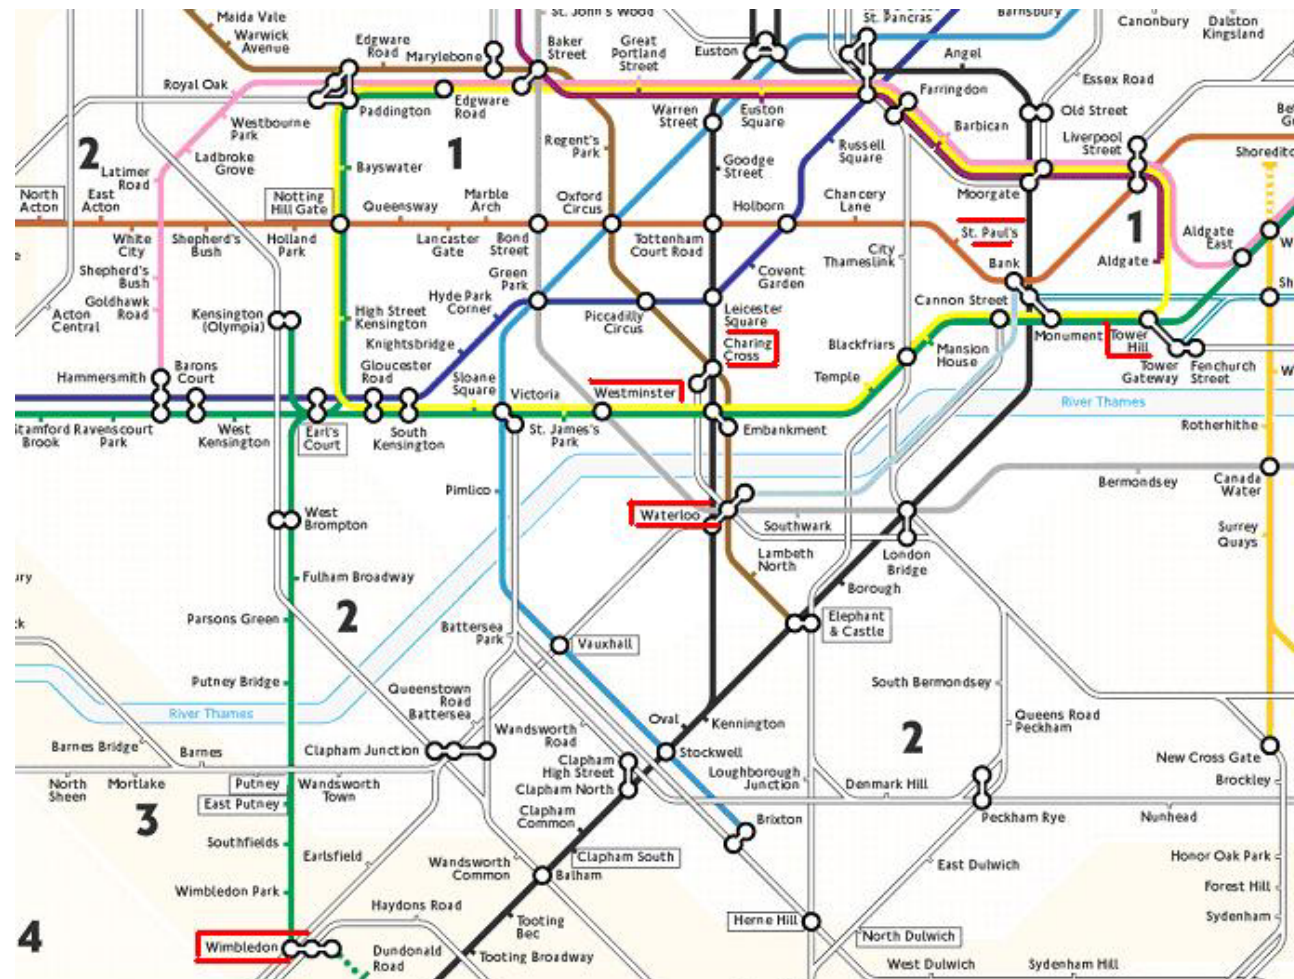 Maida Vale
Warwick
Avenue
Edgware
Road
Marylebone
Baker
Street
St. John's Wood
Great
Portland
Street
Euston
St. Pancras
Barnsbury
Canonbury
Dalston
Kingsland
Angel
Essex Road
Royal Oak
Paddington
Edgware
Road
Warren
Street
Euston
Square
Farringdon
Old Street
Barbican
Liverpool
Street
Shoredito
Westbourne
Park
Ladbroke
Grove
2
1
Regent's
Park
Goodge
Street
Russell
Square
Latimer
Road
Bayswater
Moorgate
North
Acton
East
Acton
Notting
Hill Gate
Queensway
Marble
Arch
Oxford
Circus
Holborn
Chancery
Lane
St. Paul's
1
Aldgate
East
White
City
Shepherd's
Bush
Holland
Park
Lancaster
Gate
Bond
Street
Tottenham
Court Road
City
Thameslink
Bank
Aldgate
Shepherd's
Bush
Goldhawk
Road
Green
Park
Covent
Garden
Acton
Central
Kensington
(Olympia)
High Street
Kensington
Hyde Park
Corner
Piccadilly
Circus
Leicester
Square
Cannon Street
Knightsbridge
Charing
Cross
Blackfriars
Mansion
House
Monument
Tower
Hill
Tower
Gateway
Fenchurch
Street
Hammersmith
Barons
Court
Gloucester
Road
Sloane
Square
Victoria
Westminster
Temple
River Thames
Stamford
Brook
Ravenscourt
Park
West
Kensington
Earl's
Court
South
Kensington
St. James's
Park
Embankment
Rotherhithe
Pimlico
Waterloo
Southwark
Bermondsey
Canada
Water
West
Brompton
Lambeth
North
London
Bridge
Surrey
Quays
Fulham Broadway
Borough
Parsons Green
2
Battersea
Park
Vauxhall
Elephant
& Castle
Putney Bridge
Queenstown
Road
Battersea
South Bermondsey
River Thames
Oval
Kennington
2
Queens Road
Peckham
Barnes Bridge
Barnes
Clapham Junction
Wandsworth
Road
Clapham
High Street
Clapham North
Stockwell
New Cross Gate
North
Sheen
Mortlake
Putney
Wandsworth
Town
Loughborough
Junction
Denmark Hill
Brockley
3
East Putney
Clapham
Common
Brixton
Peckham Rye
Nunhead
Southfields
Earlsfield
Wandsworth
Common
Clapham South
Balham
East Dulwich
Honor Oak Park
Wimbledon Park
Haydons Road
Forest Hill
4
Wimbledon
Dundonald
Road
Tooting
Bec
Tooting Broadway
Herne Hill
North Dulwich
Sydenham
West Dulwich
Sydenham Hill